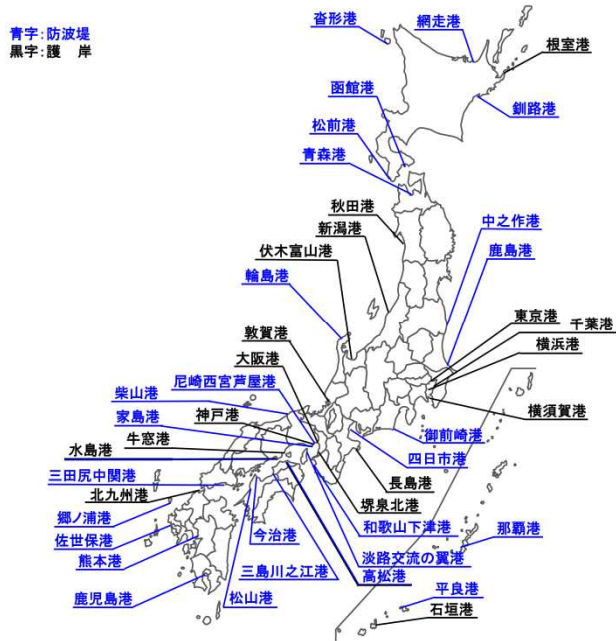 青字：防波堤
黒字：護　岸
沓形港
網走港
根室港
函館港
釧路港
松前港
青森港
秋田港
新潟港
中之作港
伏木富山港
鹿島港
輪島港
東京港
千葉港
敦賀港
横浜港
大阪港
尼崎西宮芦屋港
柴山港
横須賀港
家島港
神戸港
御前崎港
牛窓港
水島港
四日市港
三田尻中関港
長島港
北九州港
堺泉北港
郷ノ浦港
和歌山下津港
那覇港
佐世保港
今治港
淡路交流の翼港
熊本港
三島川之江港
高松港
鹿児島港
松山港
平良港
石垣港